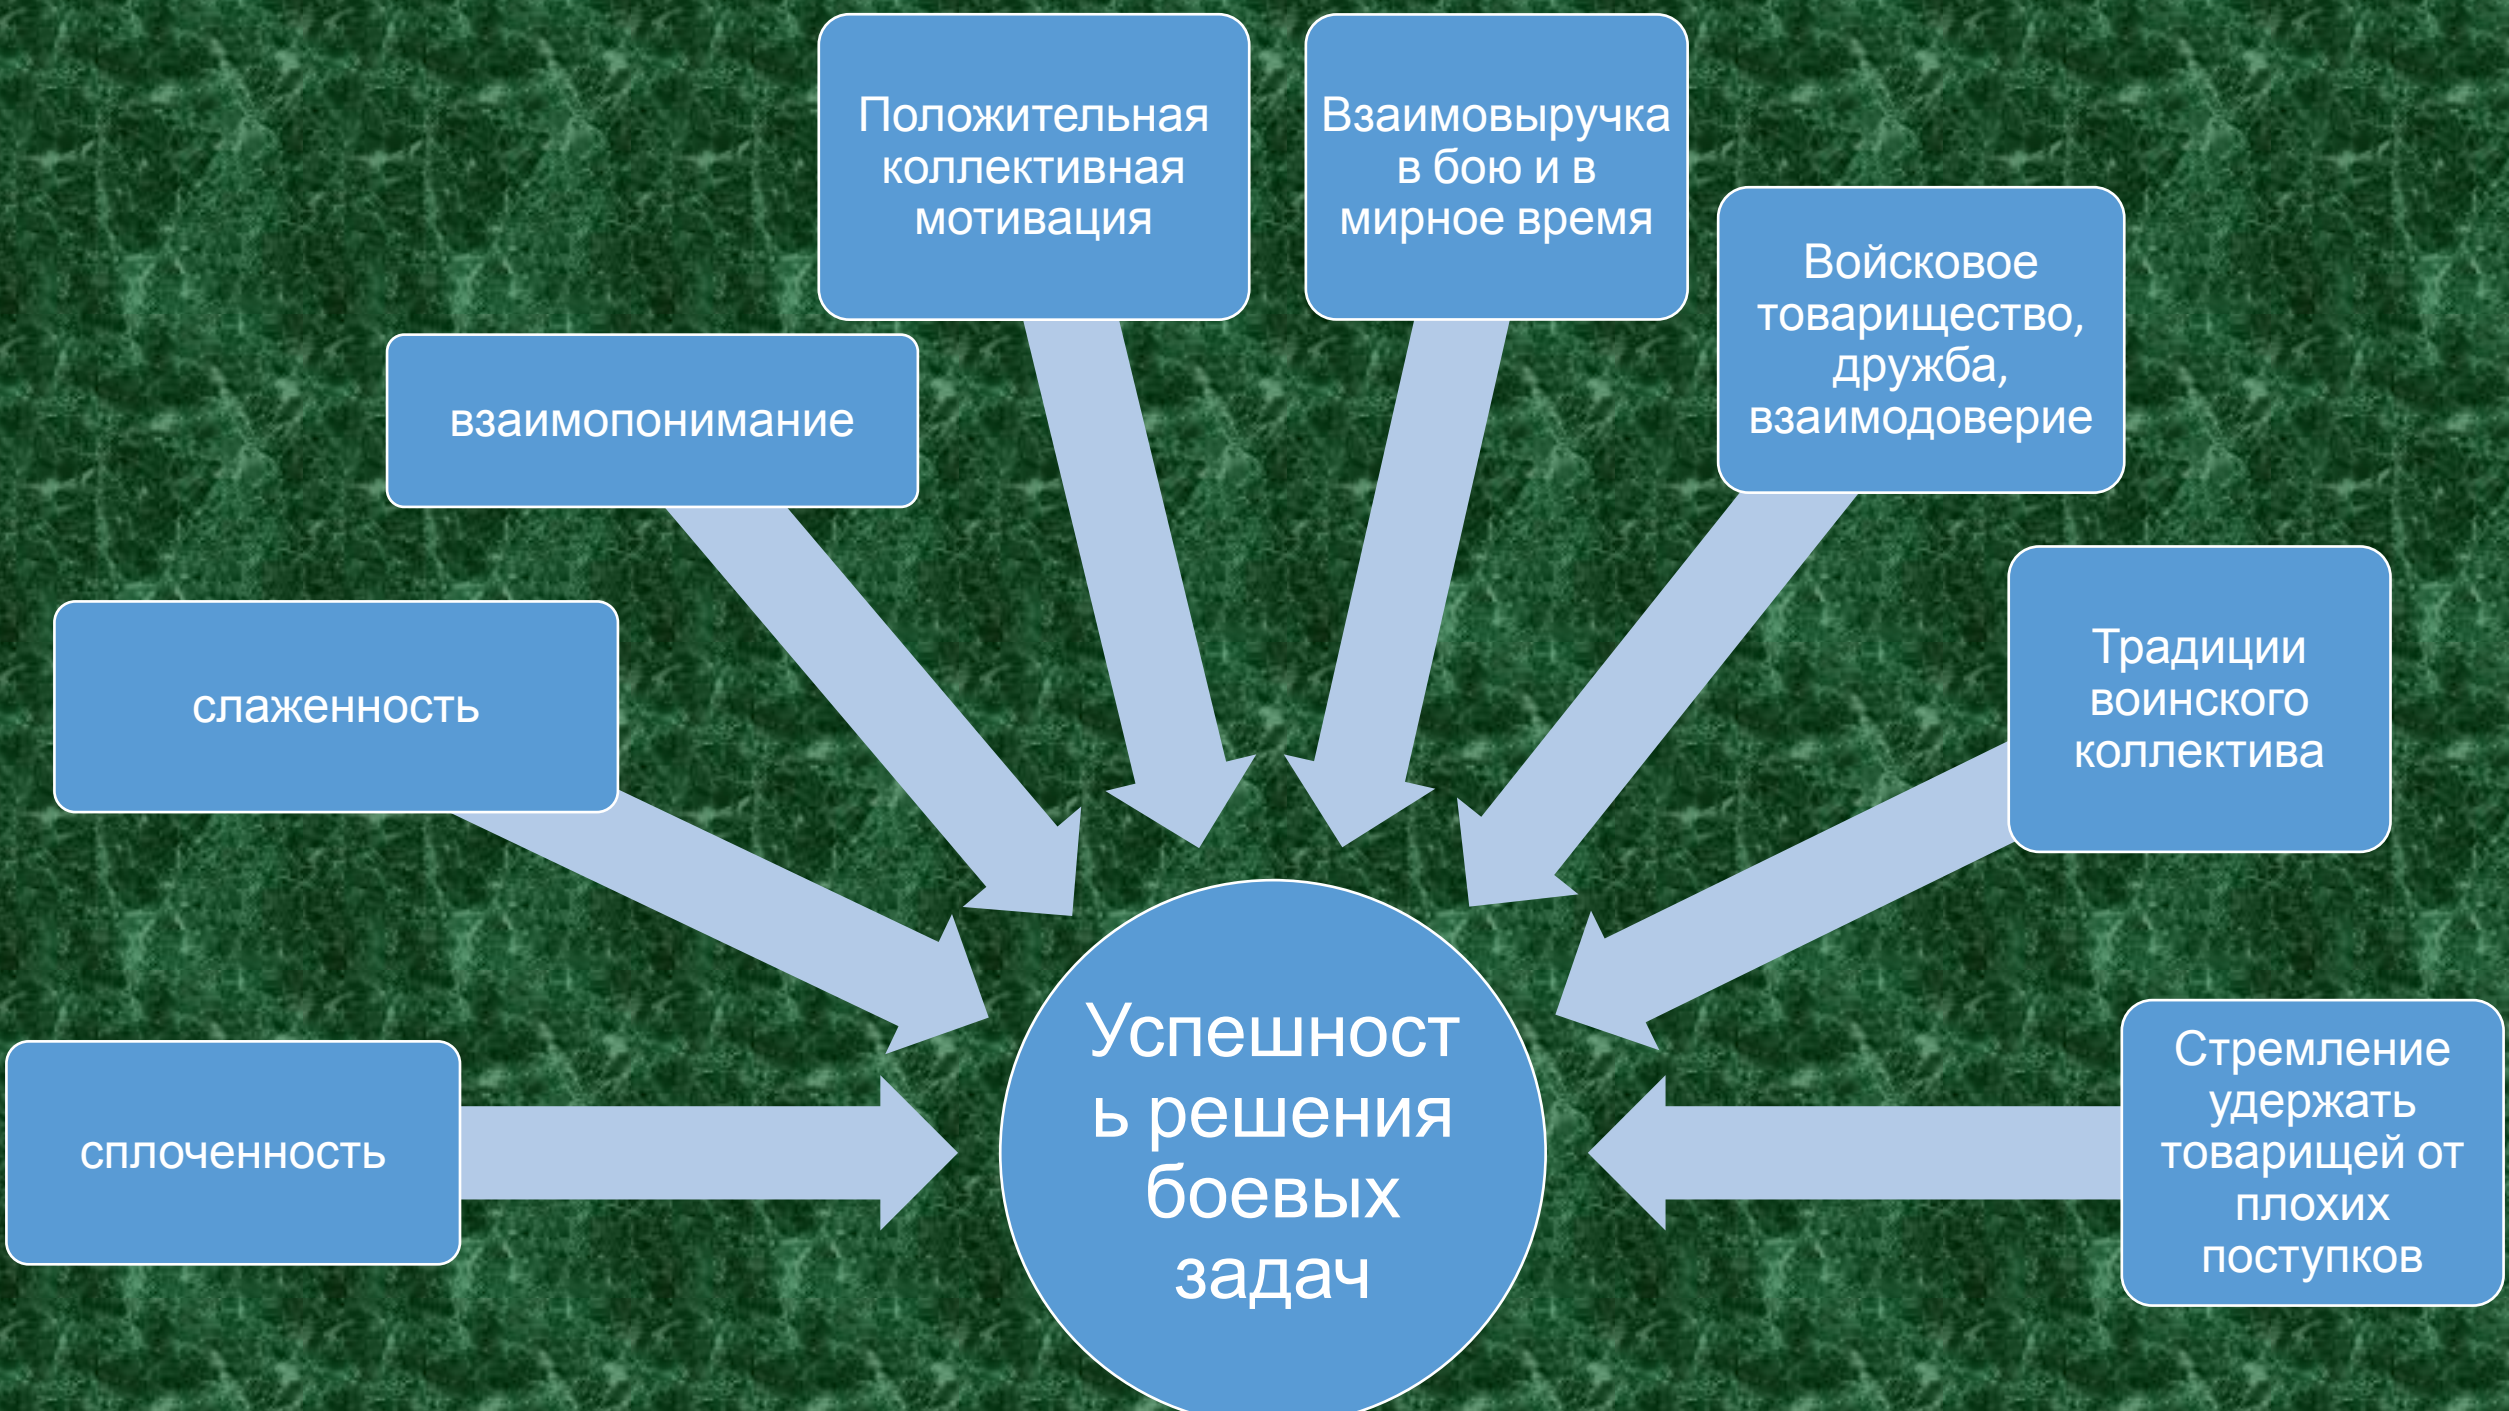 Положительная
коллективная
мотивация
Взаимовыручка
в бою и в
мирное время
Войсковое
товарищество,
дружба,
взаимодоверие
взаимопонимание
Традиции
воинского
коллектива
слаженность
Стремление
удержать
товарищей от
плохих
поступков
сплоченность
Успешност
ь решения
боевых
задач